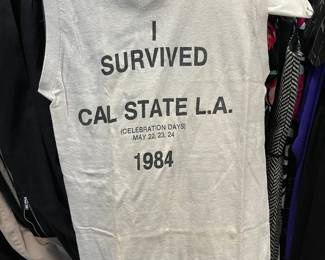 I
SURVIVED
CAL STATE L.A.
(CELEBRATION DAYS)
MAY 22, 23, 24
1984